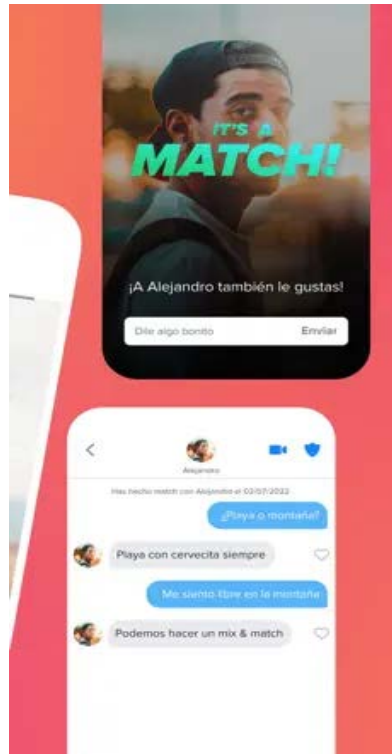 IT'S A
MATCH!
¡A Alejandro también le gustas!
Dile algo bonito
Enviar
Alejandro
Has hecho match con Alejandro el 03/07/2022
¿Playa o montaña?
Playa con cervecita siempre
Me siento libre en la montaña
Podemos hacer un mix & match